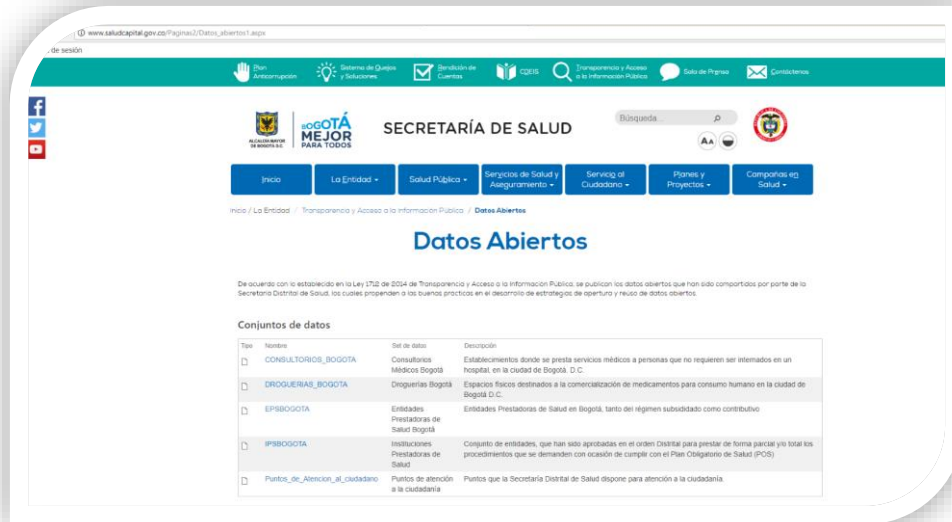 www.saludcapital.gov.co/Paginas2/Datos_abiertos1.aspx
de sesión
Plan
Anticorrupción
Sistema de Quejas
y Soluciones
Rendición de
Cuentas
CDEIS
Transparencia y Acceso
a la Información Pública
Sala de Prensa
Contáctenos
ALCALDÍA MAYOR
DE BOGOTÁ D.C.
BOGOTÁ
MEJOR
PARA TODOS
SECRETARÍA DE SALUD
Búsqueda...
AA
Inicio
La Entidad
Salud Pública
Servicios de Salud y
Aseguramiento
Servicio al
Ciudadano
Planes y
Proyectos
Campañas en
Salud
Inicio / La Entidad / Transparencia y Acceso a la Información Pública / Datos Abiertos
Datos Abiertos
De acuerdo con lo establecido en la Ley 1712 de 2014 de Transparencia y Acceso a la Información Pública, se publican los datos abiertos que han sido compartidos por parte de la
Secretaría Distrital de Salud, los cuales propenden a las buenas prácticas en el desarrollo de estrategias de apertura y reuso de datos abiertos.
Conjuntos de datos
Tipo Nombre Set de datos Descripción
CONSULTORIOS_BOGOTA Consultorios Establecimientos donde se presta servicios médicos a personas que no requieren ser internados en un
Médicos Bogotá hospital, en la ciudad de Bogotá. D.C.
DROGUERIAS_BOGOTA Droguerias Bogotá Espacios físicos destinados a la comercialización de medicamentos para consumo humano en la ciudad de
Bogotá D.C.
EPSBOGOTA Entidades Entidades Prestadoras de Salud en Bogotá, tanto del régimen subsididado como contributivo
Prestadoras de
Salud Bogotá
IPSBOGOTA Instituciones Conjunto de entidades, que han sido aprobadas en el orden Distrital para prestar de forma parcial y/o total los
Prestadoras de procedimientos que se demanden con ocasión de cumplir con el Plan Obligatorio de Salud (POS)
Salud
Puntos_de_Atencion_al_ciudadano Puntos de atención Puntos que la Secretaría Distrital de Salud dispone para atención a la ciudadanía.
a la ciudadanía